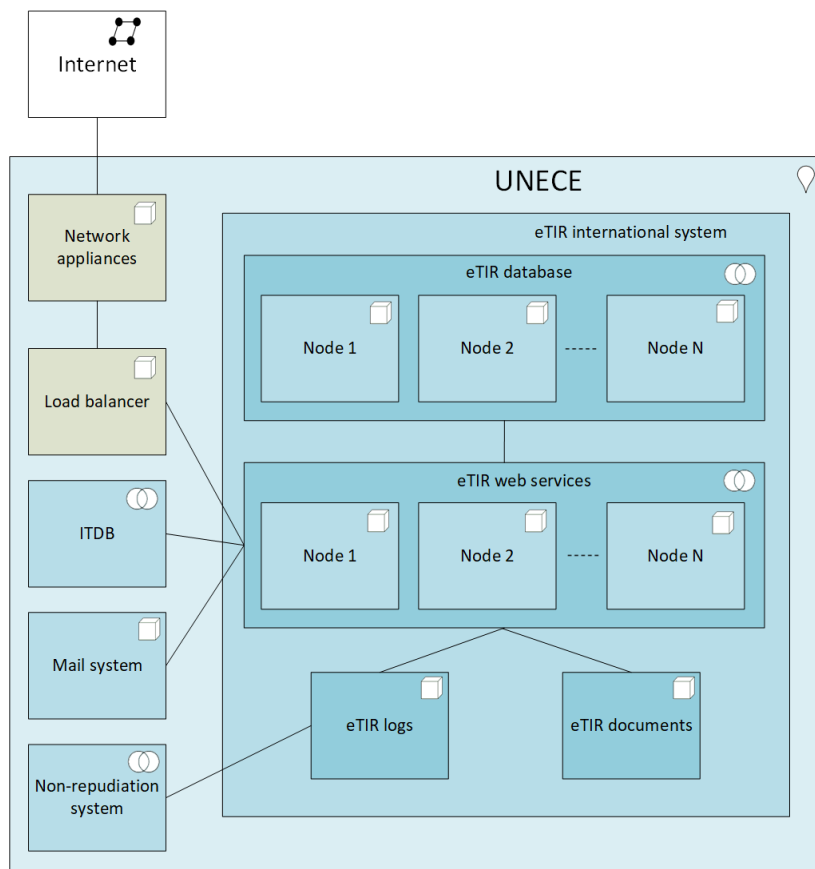 Internet
UNECE
Network
appliances
Load balancer
ITDB
Mail system
Non-repudiation
system
eTIR international system
eTIR database
Node 1
Node 2
Node N
eTIR web services
Node 1
Node 2
Node N
eTIR logs
eTIR documents